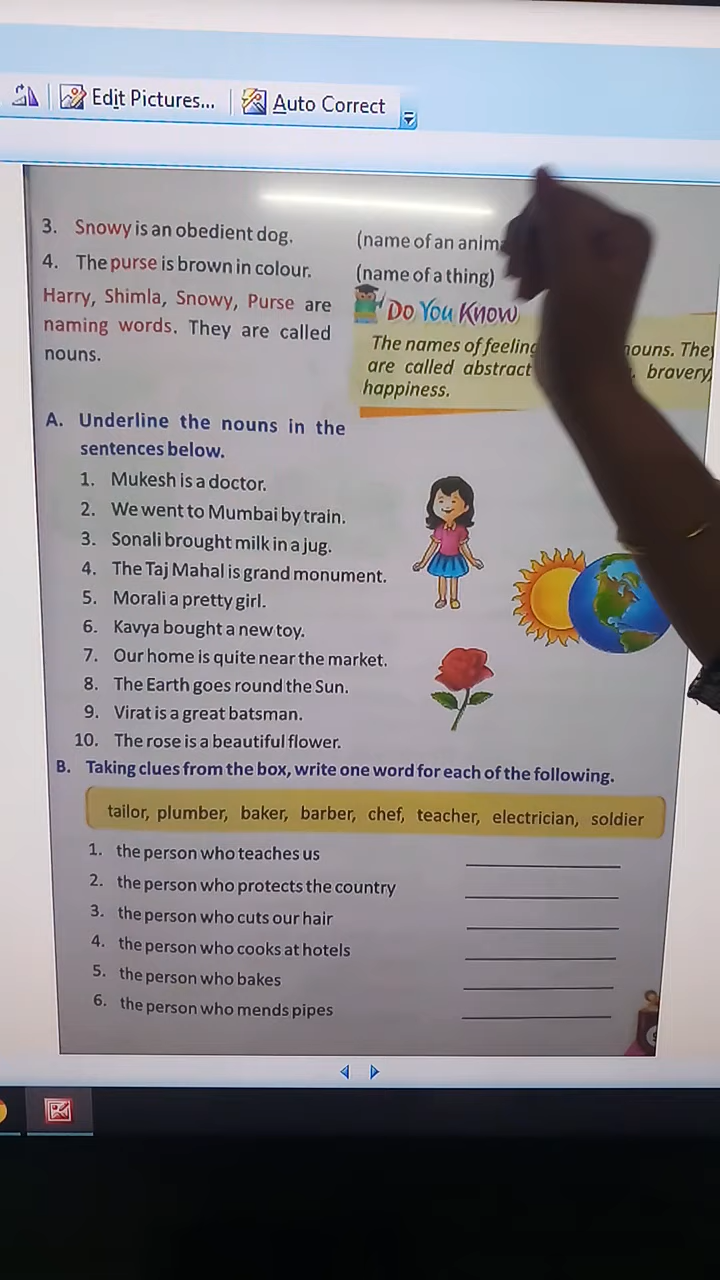 Edit Pictures... Auto Correct
3. Snowy is an obedient dog. (name of an anim
4. The purse is brown in colour. (name of a thing)
Harry, Shimla, Snowy, Purse are
naming words. They are called
nouns.
Do You Know
The names of feeling nouns. They
are called abstract bravery,
happiness.
A. Underline the nouns in the
sentences below.
1. Mukesh is a doctor.
2. We went to Mumbai by train.
3. Sonali brought milk in a jug.
4. The Taj Mahal is grand monument.
5. Morali a pretty girl.
6. Kavya bought a new toy.
7. Our home is quite near the market.
8. The Earth goes round the Sun.
9. Virat is a great batsman.
10. The rose is a beautiful flower.
B. Taking clues from the box, write one word for each of the following.
tailor, plumber, baker, barber, chef, teacher, electrician, soldier
1. the person who teaches us
2. the person who protects the country
3. the person who cuts our hair
4. the person who cooks at hotels
5. the person who bakes
6. the person who mends pipes